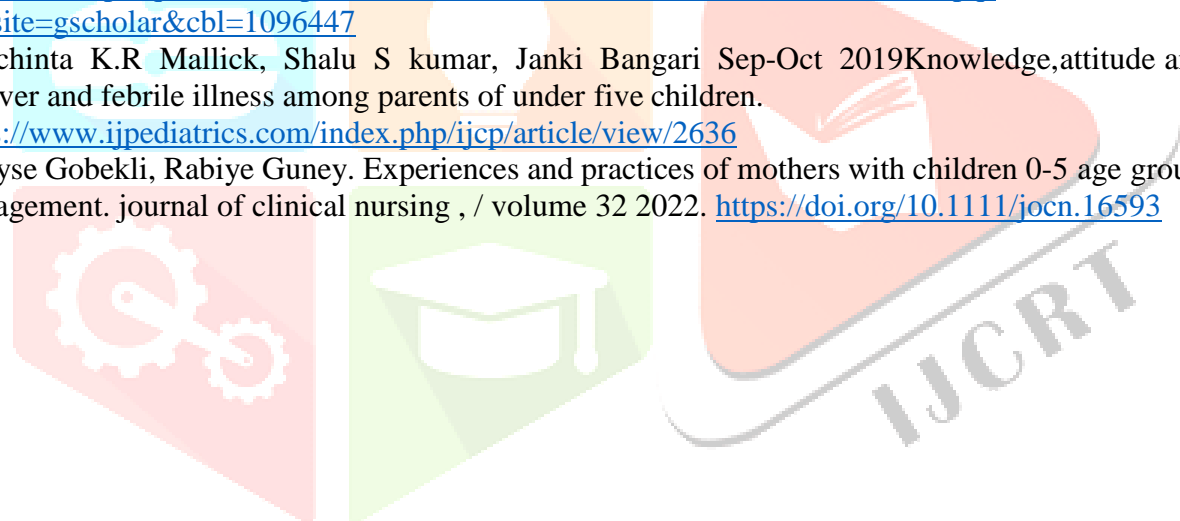 site=gscholar&cbl=1096447
chinta K.R Mallick, Shalu S kumar, Janki Bangari Sep-Oct 2019Knowledge,attitude a
ver and febrile illness among parents of under five children.
://www.ijpediatrics.com/index.php/ijcp/article/view/2636
yse Gobekli, Rabiye Guney. Experiences and practices of mothers with children 0-5 age grou
agement. journal of clinical nursing , / volume 32 2022. https://doi.org/10.1111/jocn.16593
IJCRT